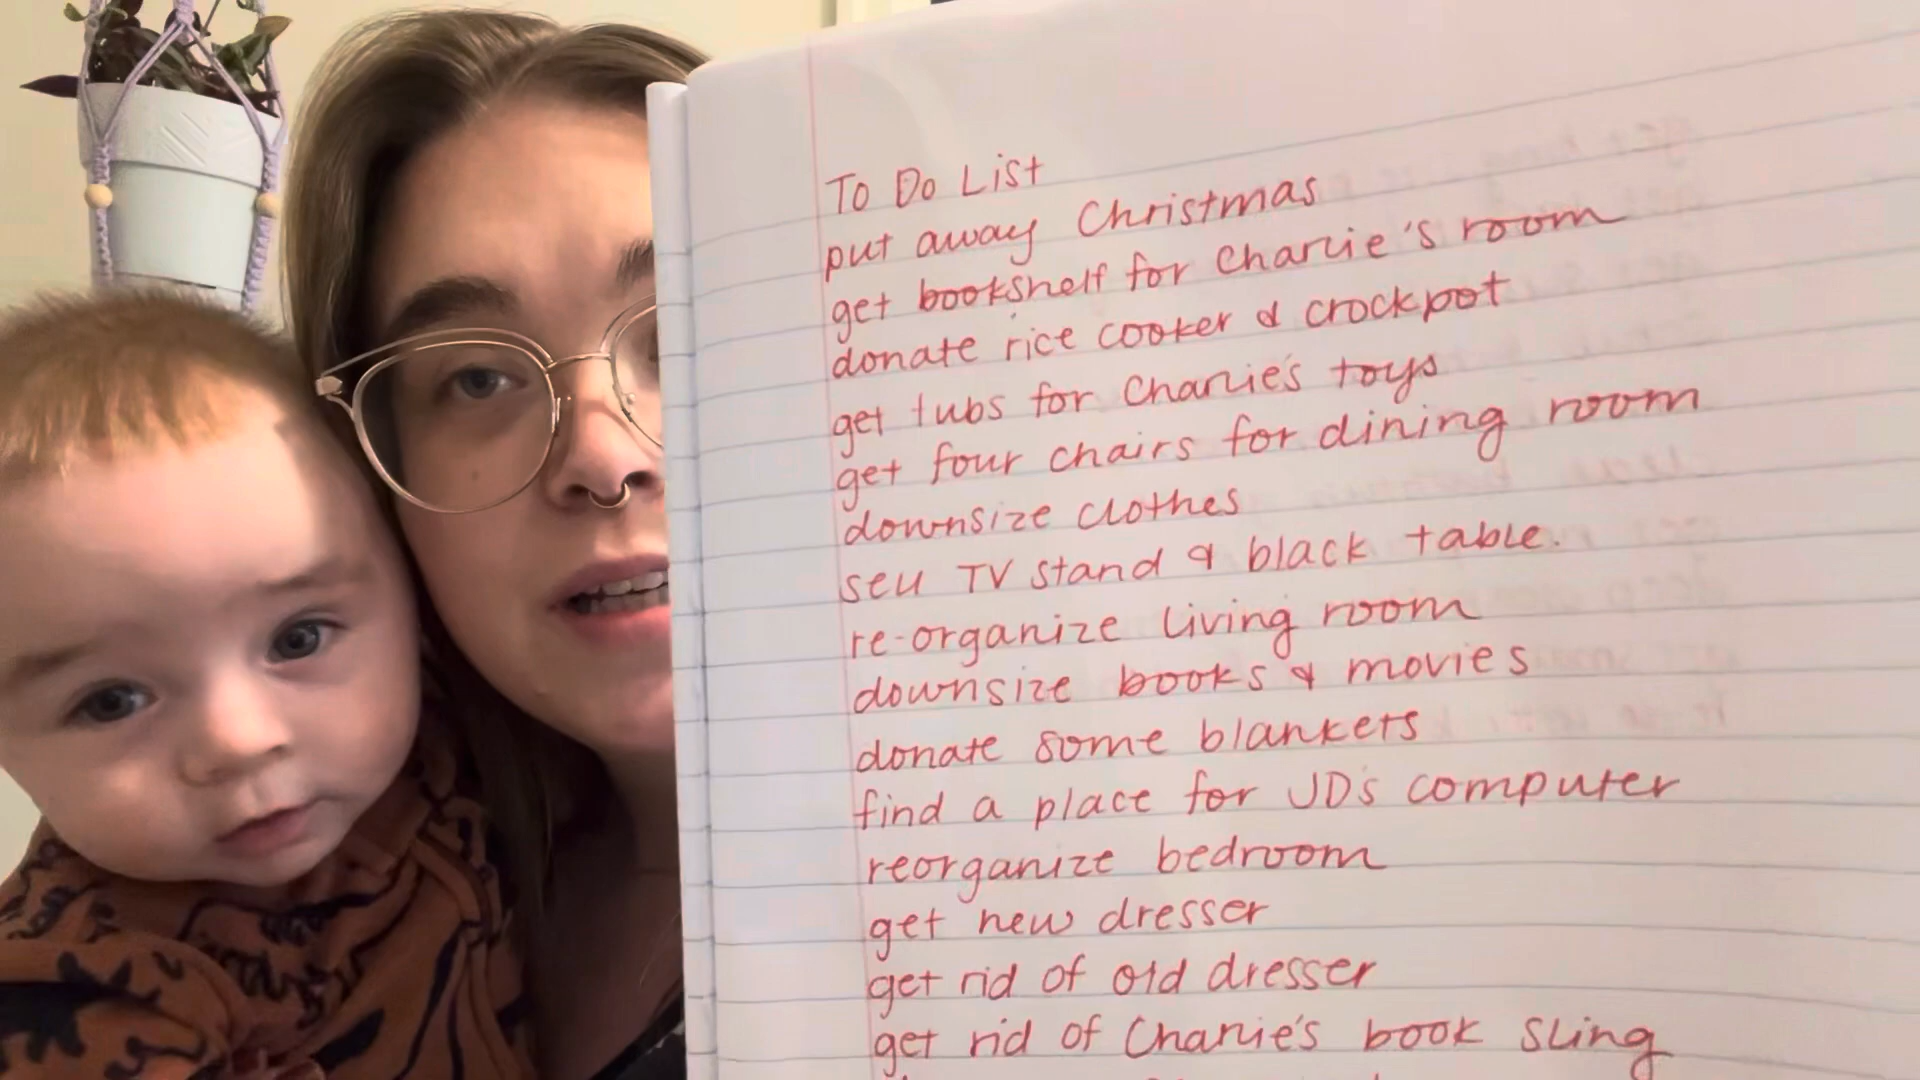 To Do List
put away Christmas
get bookshelf for Charlie's room
donate rice cooker & crockpot
get tubs for Charlie's toys
get four chairs for dining room
downsize clothes
sell TV stand & black table.
re-organize living room
downsize books & movies
donate some blankets
find a place for JD's computer
reorganize bedroom
get new dresser
get rid of old dresser
get rid of Charlie's book sling